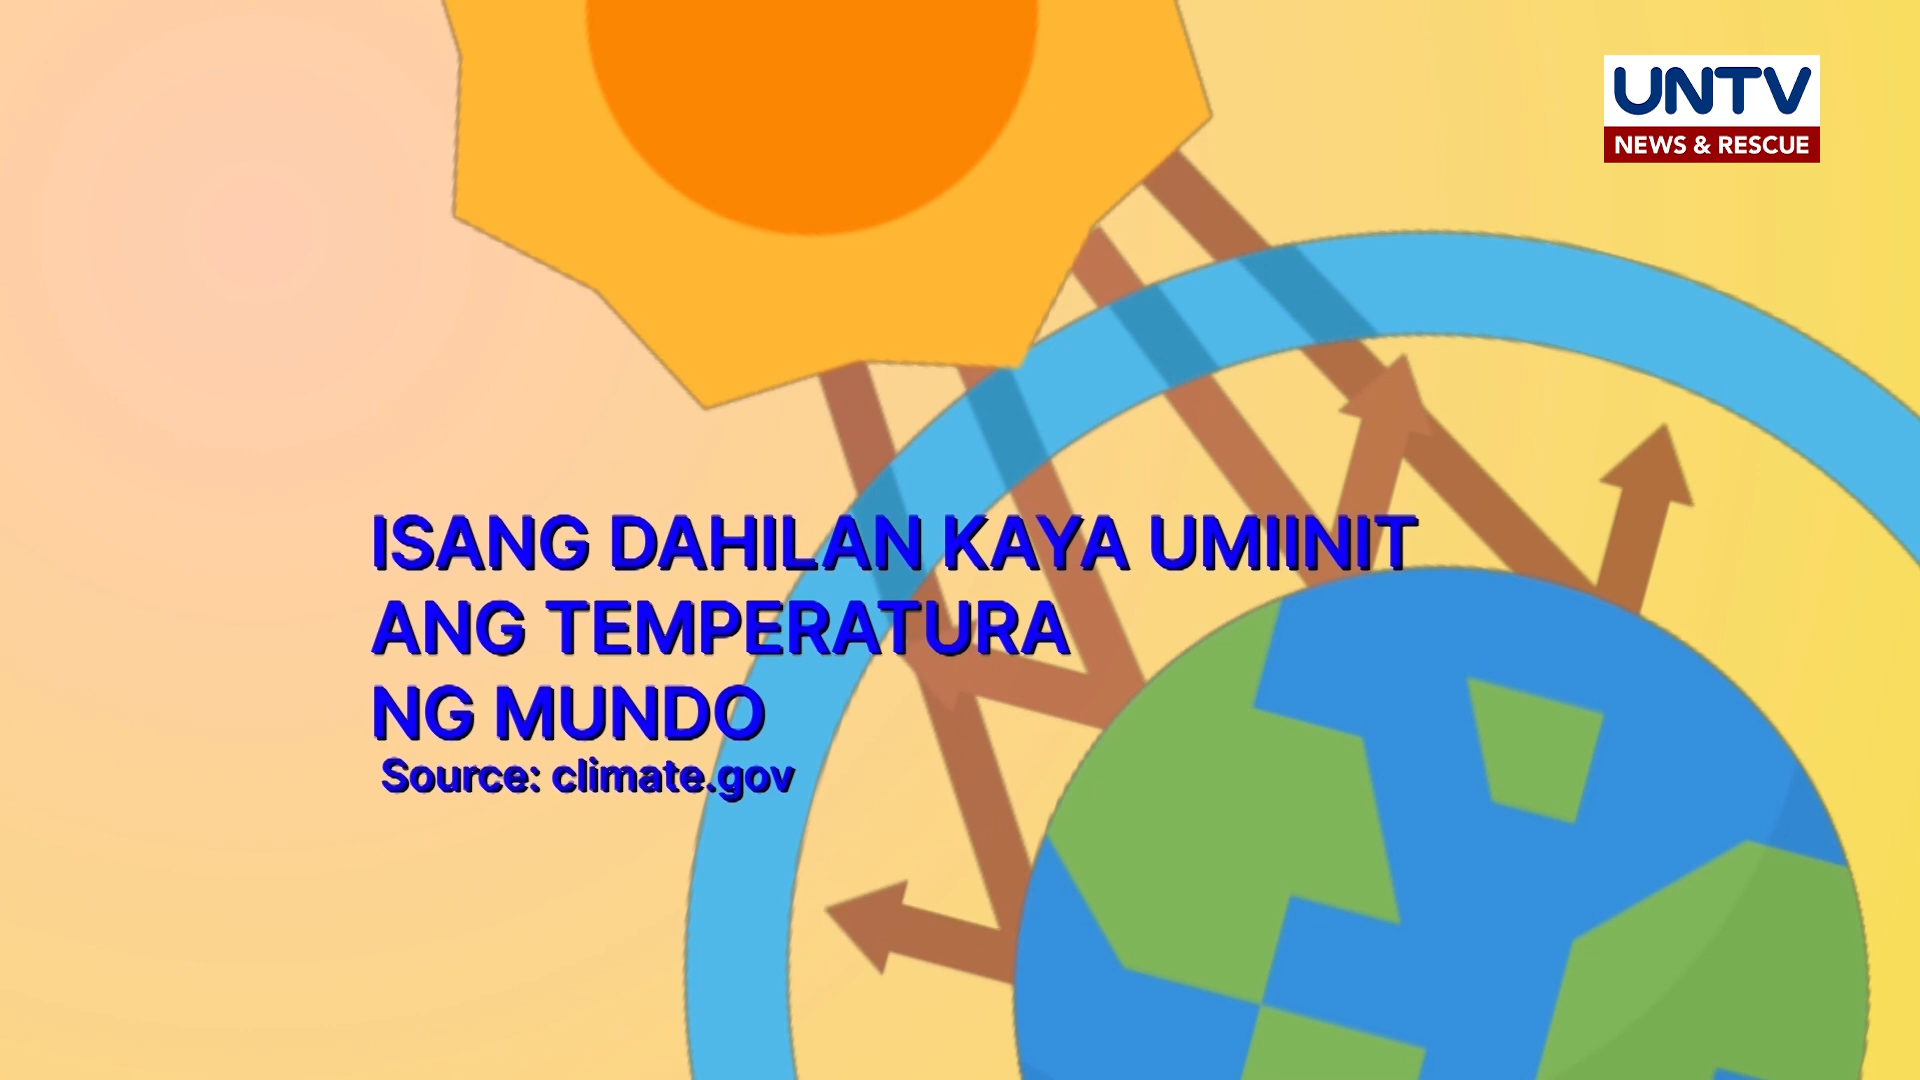 UNTV
NEWS & RESCUE
ISANG DAHILAN KAYA UMIINIT
ANG TEMPERATURA
NG MUNDO
Source: climate.gov